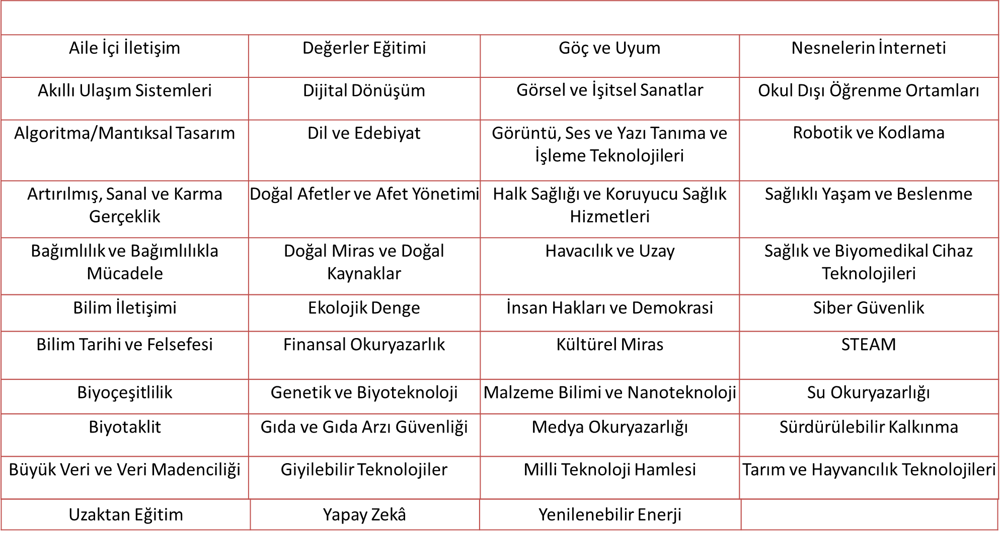 Aile İçi İletişim
Değerler Eğitimi
Göç ve Uyum
Nesnelerin İnterneti
Akıllı Ulaşım Sistemleri
Dijital Dönüşüm
Görsel ve İşitsel Sanatlar
Okul Dışı Öğrenme Ortamları
Algoritma/Mantıksal Tasarım
Dil ve Edebiyat
Görüntü, Ses ve Yazı Tanıma ve
İşleme Teknolojileri
Robotik ve Kodlama
Artırılmış, Sanal ve Karma
Gerçeklik
Doğal Afetler ve Afet Yönetimi
Halk Sağlığı ve Koruyucu Sağlık
Hizmetleri
Sağlıklı Yaşam ve Beslenme
Bağımlılık ve Bağımlılıkla
Mücadele
Doğal Miras ve Doğal
Kaynaklar
Havacılık ve Uzay
Sağlık ve Biyomedikal Cihaz
Teknolojileri
Bilim İletişimi
Ekolojik Denge
İnsan Hakları ve Demokrasi
Siber Güvenlik
Bilim Tarihi ve Felsefesi
Finansal Okuryazarlık
Kültürel Miras
STEAM
Biyoçeşitlilik
Genetik ve Biyoteknoloji
Malzeme Bilimi ve Nanoteknoloji
Su Okuryazarlığı
Biyotaklit
Gıda ve Gıda Arzı Güvenliği
Medya Okuryazarlığı
Sürdürülebilir Kalkınma
Büyük Veri ve Veri Madenciliği
Giyilebilir Teknolojiler
Milli Teknoloji Hamlesi
Tarım ve Hayvancılık Teknolojileri
Uzaktan Eğitim
Yapay Zekâ
Yenilenebilir Enerji